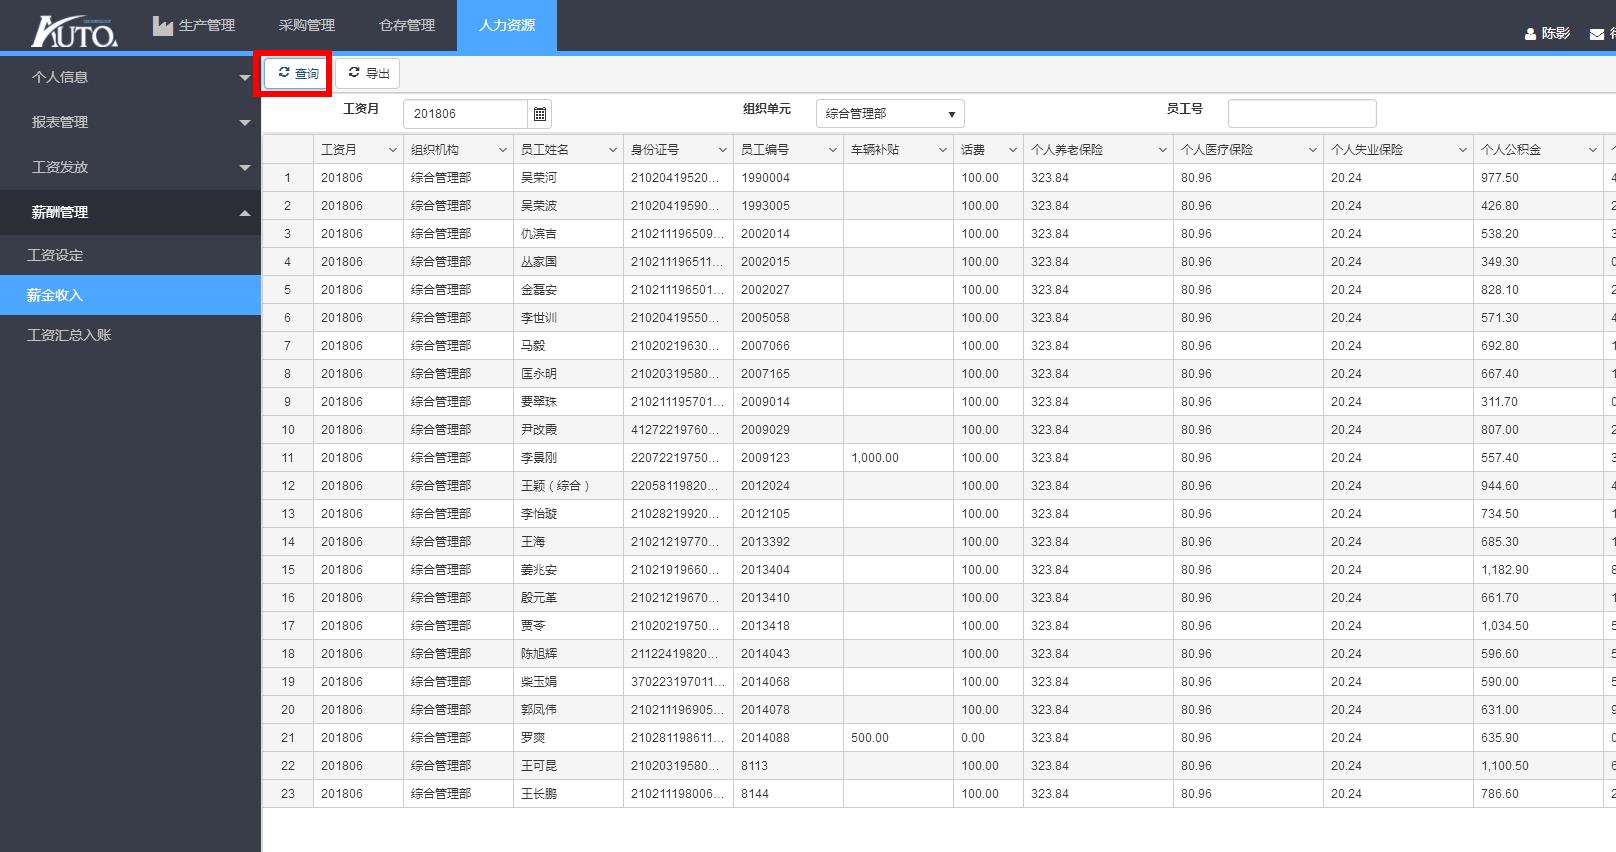 AUTO 生产管理 采购管理 仓存管理 人力资源 陈影
个人信息
报表管理
工资发放
薪酬管理
工资设定
薪金收入
工资汇总入账
查询 导出
工资月 201806 组织单元 综合管理部 员工号
工资月 组织机构 员工姓名 身份证号 员工编号 车辆补贴 话费 个人养老保险 个人医疗保险 个人失业保险 个人公积金
1 201806 综合管理部 吴荣河 21020419520... 1990004 100.00 323.84 80.96 20.24 977.50
2 201806 综合管理部 吴荣波 21020419590... 1993005 100.00 323.84 80.96 20.24 426.80
3 201806 综合管理部 仇滨吉 210211196509... 2002014 100.00 323.84 80.96 20.24 538.20
4 201806 综合管理部 丛家国 210211196511... 2002015 100.00 323.84 80.96 20.24 349.30
5 201806 综合管理部 金磊安 210211196501... 2002027 100.00 323.84 80.96 20.24 828.10
6 201806 综合管理部 李世训 21020419550... 2005058 100.00 323.84 80.96 20.24 571.30
7 201806 综合管理部 马毅 21020219630... 2007066 100.00 323.84 80.96 20.24 692.80
8 201806 综合管理部 匡永明 21020319580... 2007165 100.00 323.84 80.96 20.24 667.40
9 201806 综合管理部 要翠珠 210211195701... 2009014 100.00 323.84 80.96 20.24 311.70
10 201806 综合管理部 尹改霞 41272219760... 2009029 100.00 323.84 80.96 20.24 807.00
11 201806 综合管理部 李景刚 22072219750... 2009123 1,000.00 100.00 323.84 80.96 20.24 557.40
12 201806 综合管理部 王颖（综合） 22058119820... 2012024 100.00 323.84 80.96 20.24 944.60
13 201806 综合管理部 李怡璇 21028219920... 2012105 100.00 323.84 80.96 20.24 734.50
14 201806 综合管理部 王海 21021219770... 2013392 100.00 323.84 80.96 20.24 685.30
15 201806 综合管理部 姜兆安 21021919660... 2013404 100.00 323.84 80.96 20.24 1,182.90
16 201806 综合管理部 殷元革 21021219670... 2013410 100.00 323.84 80.96 20.24 661.70
17 201806 综合管理部 贾苓 21020219750... 2013418 100.00 323.84 80.96 20.24 1,034.50
18 201806 综合管理部 陈旭辉 21122419820... 2014043 100.00 323.84 80.96 20.24 596.60
19 201806 综合管理部 柴玉娟 370223197011... 2014068 100.00 323.84 80.96 20.24 590.00
20 201806 综合管理部 郭凤伟 210211196905... 2014078 100.00 323.84 80.96 20.24 631.00
21 201806 综合管理部 罗爽 210281198611... 2014088 500.00 0.00 323.84 80.96 20.24 635.90
22 201806 综合管理部 王可昆 21020319580... 8113 100.00 323.84 80.96 20.24 1,100.50
23 201806 综合管理部 王长鹏 210211198006... 8144 100.00 323.84 80.96 20.24 786.60